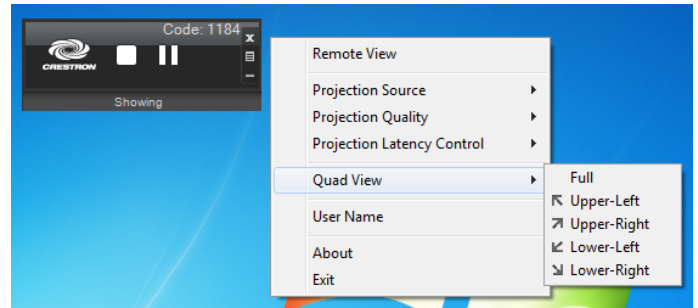 Code: 1184
x
CRESTRON
Showing
Remote View
Projection Source
Projection Quality
Projection Latency Control
Quad View
User Name
About
Exit
Full
Upper-Left
Upper-Right
Lower-Left
Lower-Right